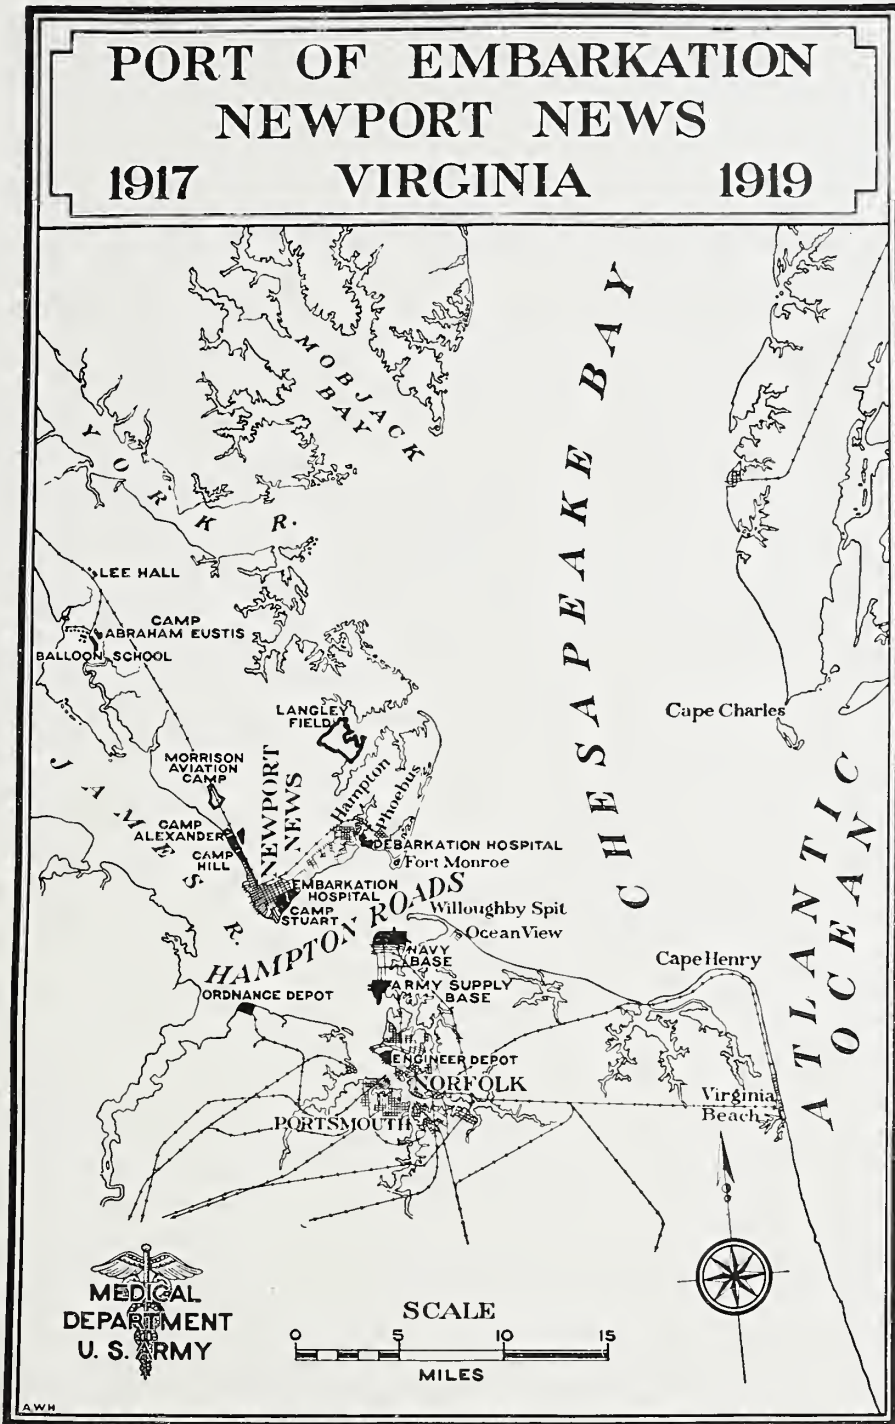 PORT OF EMBARKATION
NEWPORT NEWS
1917 VIRGINIA 1919
MOBJACK
BAY
CHESAPEAKE BAY
YORK R.
LEE HALL
CAMP
ABRAHAM EUSTIS
BALLOON SCHOOL
LANGLEY
FIELD
Cape Charles
MORRISON
AVIATION
CAMP
NEWPORT
NEWS
Hampton
Phoebus
JAMES R.
CAMP
ALEXANDER
CAMP
HILL
DEBARKATION HOSPITAL
Fort Monroe
EMBARKATION
HOSPITAL
CAMP
STUART
HAMPTON ROADS
Willoughby Spit
Ocean View
ATLANTIC
OCEAN
NAVY
BASE
Cape Henry
ARMY SUPPLY
BASE
ORDNANCE DEPOT
ENGINEER DEPOT
NORFOLK
PORTSMOUTH
Virginia
Beach
MEDICAL
DEPARTMENT
U. S. ARMY
SCALE
0 5 10 15
MILES
AWH